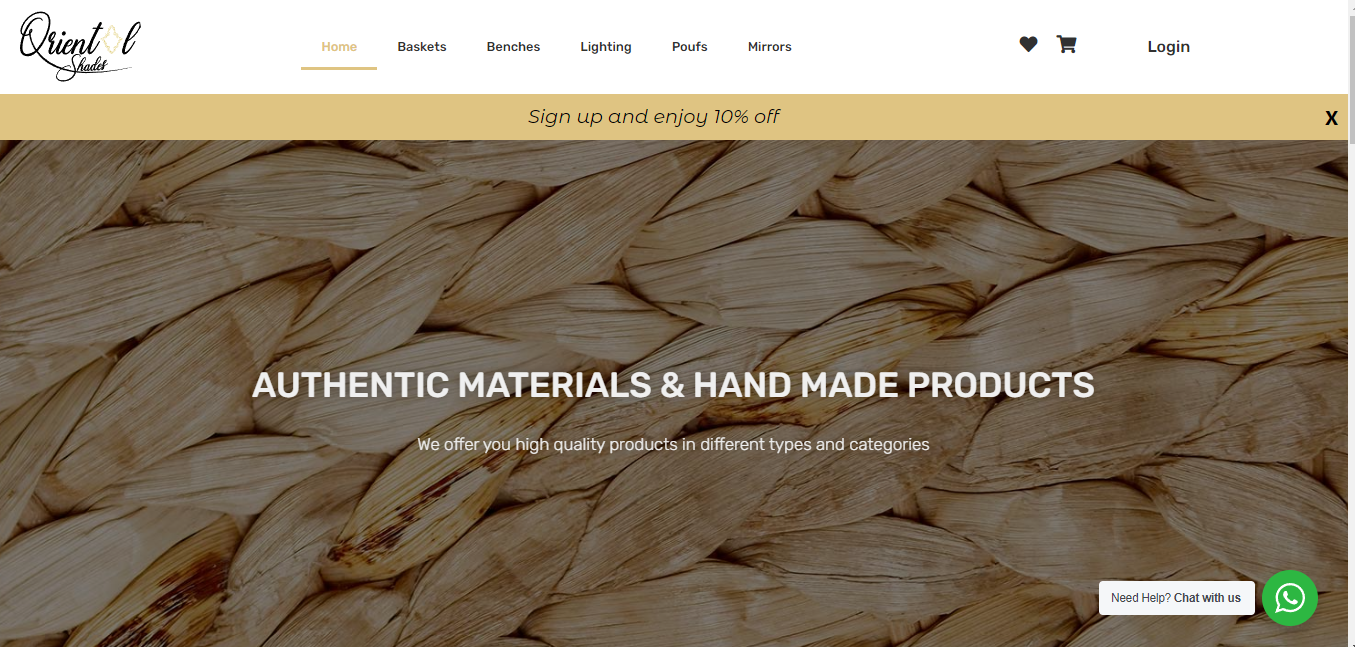 Oriental
Shades
Home Baskets Benches Lighting Poufs Mirrors Login
Sign up and enjoy 10% off X
AUTHENTIC MATERIALS & HAND MADE PRODUCTS
We offer you high quality products in different types and categories
Need Help? Chat with us